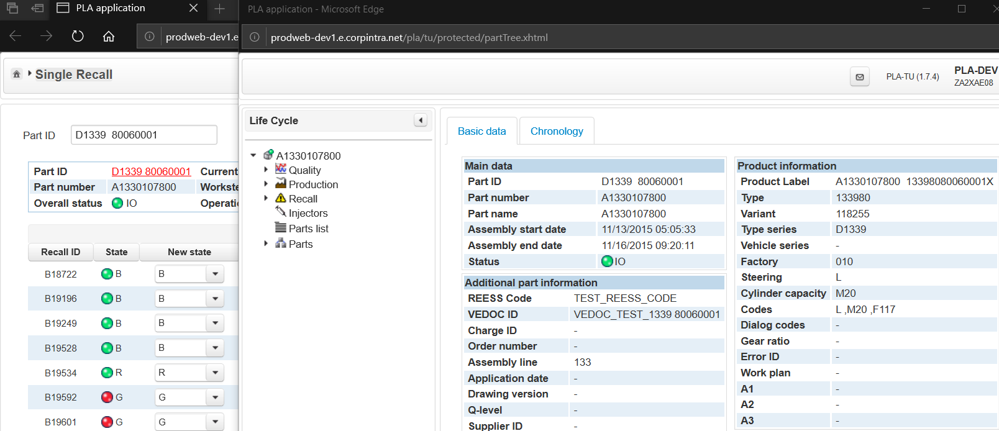 PLA application
PLA application - Microsoft Edge
prodweb-dev1.e
prodweb-dev1.e.corpintra.net/pla/tu/protected/partTree.xhtml
Single Recall
Part ID D1339  80060001
Part ID D1339 80060001 Current
Part number A1330107800 Workste
Overall status IO Operati
Recall ID State New state
B18722 B B
B19196 B B
B19249 B B
B19528 B B
B19534 R R
B19592 G G
B19601 G G
PLA-TU (1.7.4)
PLA-DEV
ZA2XAE08
Life Cycle
A1330107800
Quality
Production
Recall
Injectors
Parts list
Parts
Basic data Chronology
Main data
Part ID D1339  80060001
Part number A1330107800
Part name A1330107800
Assembly start date 11/13/2015 05:05:33
Assembly end date 11/16/2015 09:20:11
Status IO
Additional part information
REESS Code TEST_REESS_CODE
VEDOC ID VEDOC_TEST_1339 80060001
Charge ID -
Order number -
Assembly line 133
Application date -
Drawing version -
Q-level -
Supplier ID -
Product information
Product Label A1330107800  13398080060001X
Type 133980
Variant 118255
Type series D1339
Vehicle series -
Factory 010
Steering L
Cylinder capacity M20
Codes L ,M20 ,F117
Dialog codes -
Gear ratio -
Error ID -
Work plan -
A1 -
A2 -
A3 -